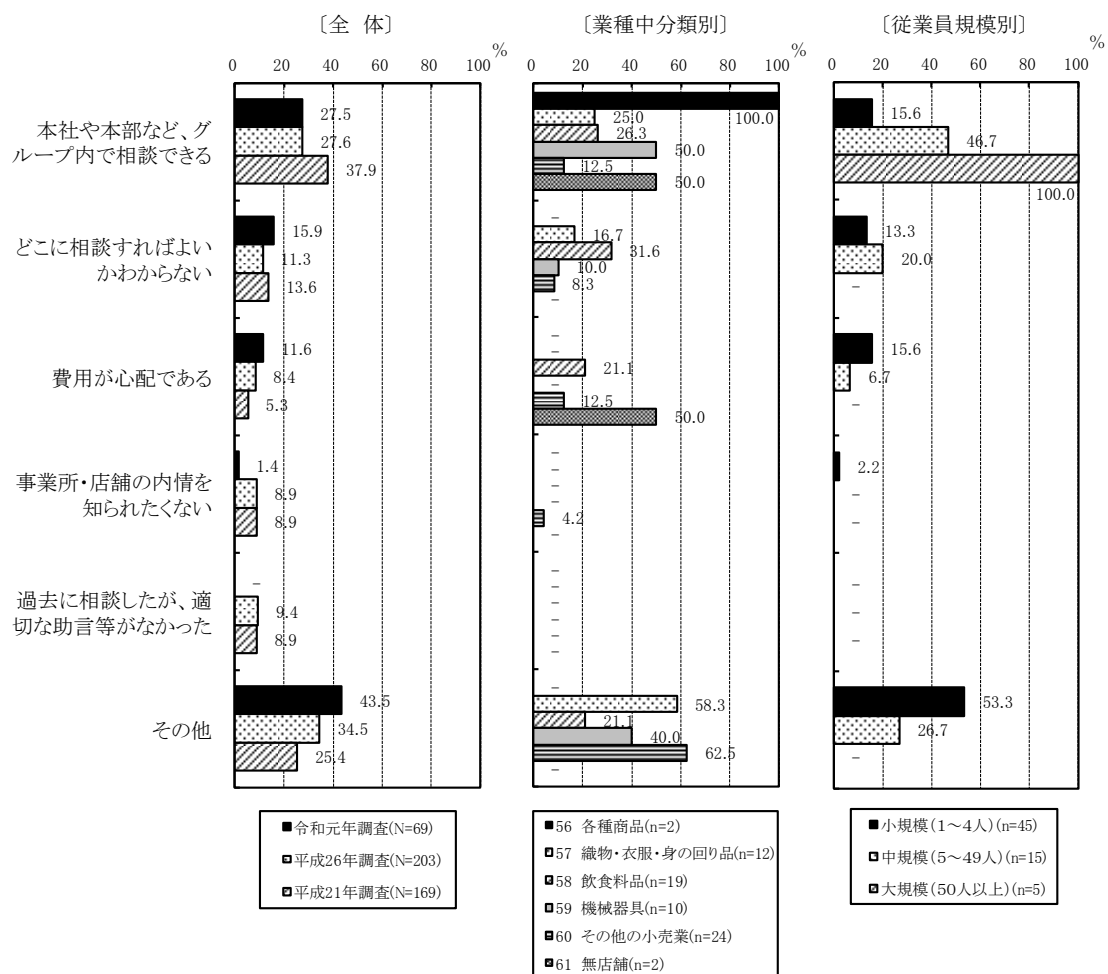 〔全 体〕
〔業種中分類別〕
〔従業員規模別〕
%
%
%
0 20 40 60 80 100
0 20 40 60 80 100
0 20 40 60 80 100
本社や本部など、グ
ループ内で相談できる
27.5
27.6
37.9
100.0
25.0
26.3
50.0
12.5
50.0
15.6
46.7
100.0
どこに相談すればよい
かわからない
15.9
11.3
13.6
–
16.7
31.6
10.0
8.3
–
13.3
20.0
–
費用が心配である
11.6
8.4
5.3
–
–
21.1
–
12.5
50.0
15.6
6.7
–
事業所・店舗の内情を
知られたくない
1.4
8.9
8.9
–
–
–
–
4.2
–
2.2
–
–
過去に相談したが、適
切な助言等がなかった
–
9.4
8.9
–
–
–
–
–
–
–
–
–
その他
43.5
34.5
25.4
–
58.3
21.1
40.0
62.5
–
53.3
26.7
–
令和元年調査(N=69)
平成26年調査(N=203)
平成21年調査(N=169)
56 各種商品(n=2)
57 織物・衣服・身の回り品(n=12)
58 飲食料品(n=19)
59 機械器具(n=10)
60 その他の小売業(n=24)
61 無店舗(n=2)
小規模(1～4人)(n=45)
中規模(5～49人)(n=15)
大規模(50人以上)(n=5)